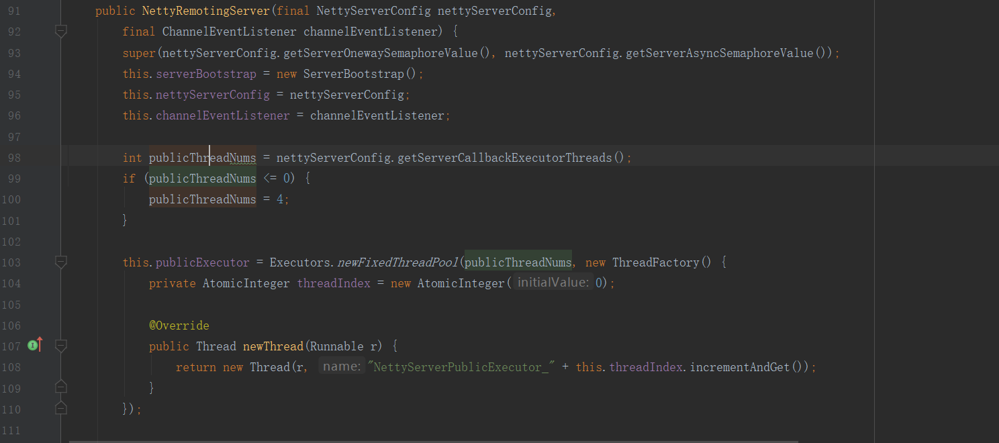 91 public NettyRemotingServer(final NettyServerConfig nettyServerConfig,
92 final ChannelEventListener channelEventListener) {
93 super(nettyServerConfig.getServerOnewaySemaphoreValue(), nettyServerConfig.getServerAsyncSemaphoreValue());
94 this.serverBootstrap = new ServerBootstrap();
95 this.nettyServerConfig = nettyServerConfig;
96 this.channelEventListener = channelEventListener;
97
98 int publicThreadNums = nettyServerConfig.getServerCallbackExecutorThreads();
99 if (publicThreadNums <= 0) {
100 publicThreadNums = 4;
101 }
102
103 this.publicExecutor = Executors.newFixedThreadPool(publicThreadNums, new ThreadFactory() {
104 private AtomicInteger threadIndex = new AtomicInteger( initialValue: 0);
105
106 @Override
107 I public Thread newThread(Runnable r) {
108 return new Thread(r, name: "NettyServerPublicExecutor_" + this.threadIndex.incrementAndGet());
109 }
110 });
111